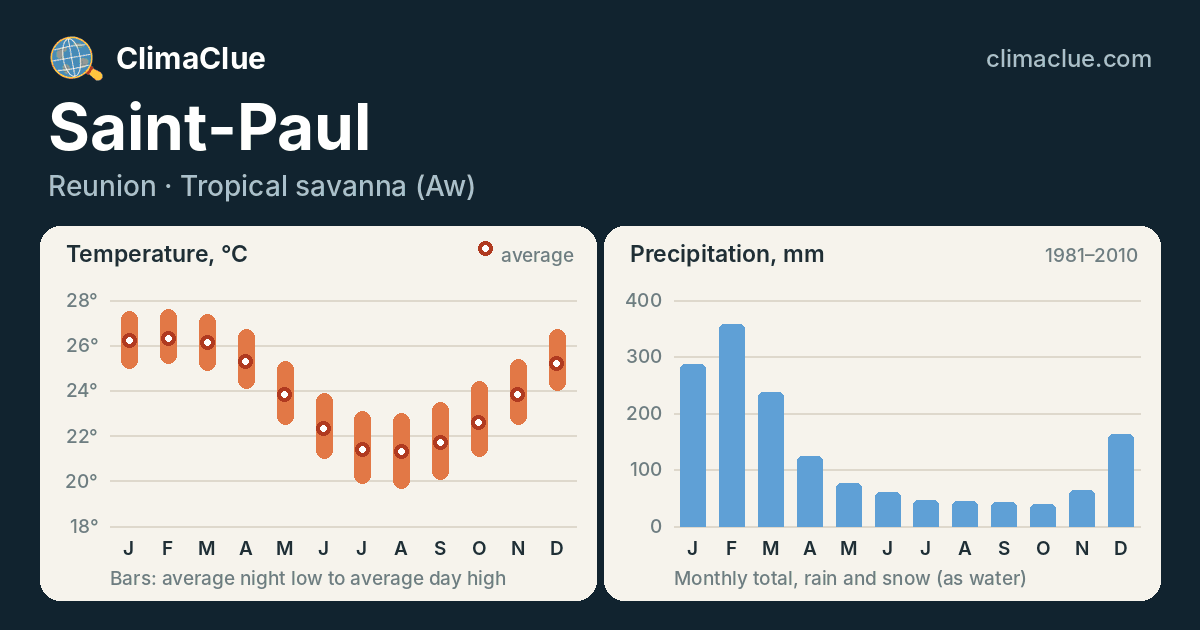 ClimaClue
climaclue.com
Saint-Paul
Reunion · Tropical savanna (Aw)
Temperature, °C
average
28°
26°
24°
22°
20°
18°
J F M A M J J A S O N D
Bars: average night low to average day high
Precipitation, mm
1981–2010
400
300
200
100
0
J F M A M J J A S O N D
Monthly total, rain and snow (as water)